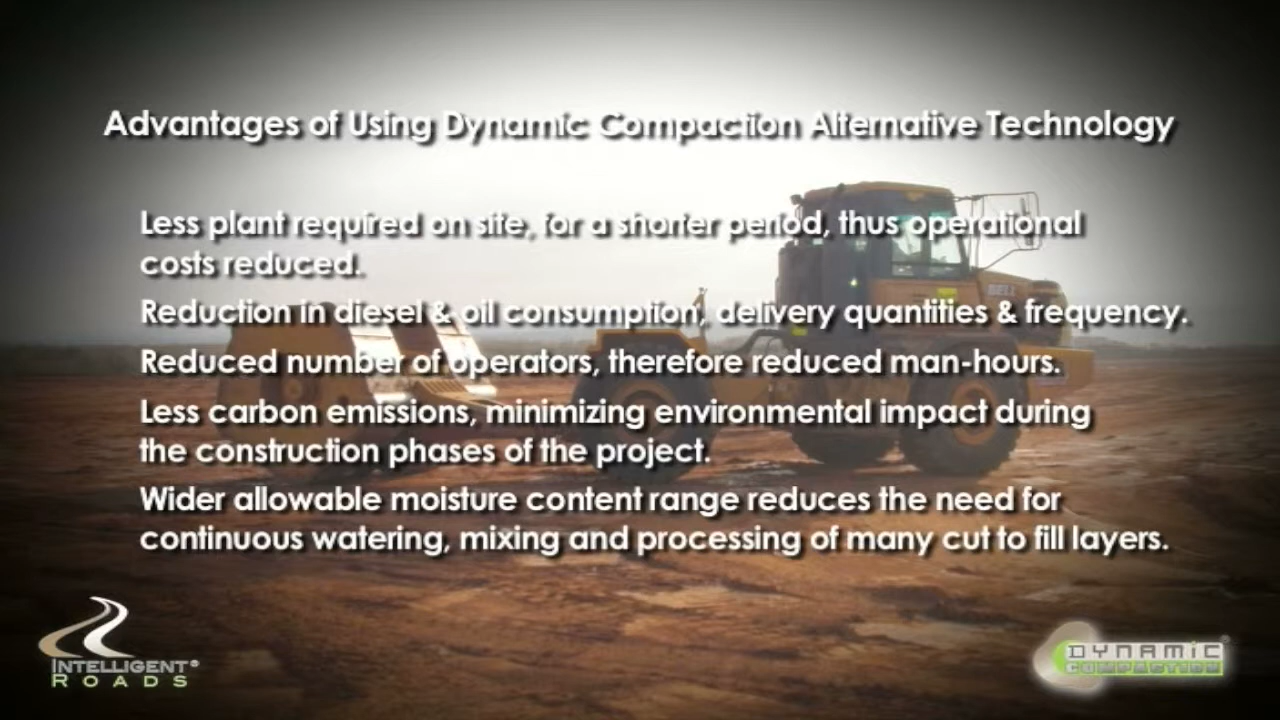 Advantages of Using Dynamic Compaction Alternative Technology
Less plant required on site, for a shorter period, thus operational
costs reduced.
Reduction in diesel & oil consumption, delivery quantities & frequency.
Reduced number of operators, therefore reduced man-hours.
Less carbon emissions, minimizing environmental impact during
the construction phases of the project.
Wider allowable moisture content range reduces the need for
continuous watering, mixing and processing of many cut to fill layers.
BELL
INTELLIGENT®
ROADS
DYNAMIC®
COMPACTION